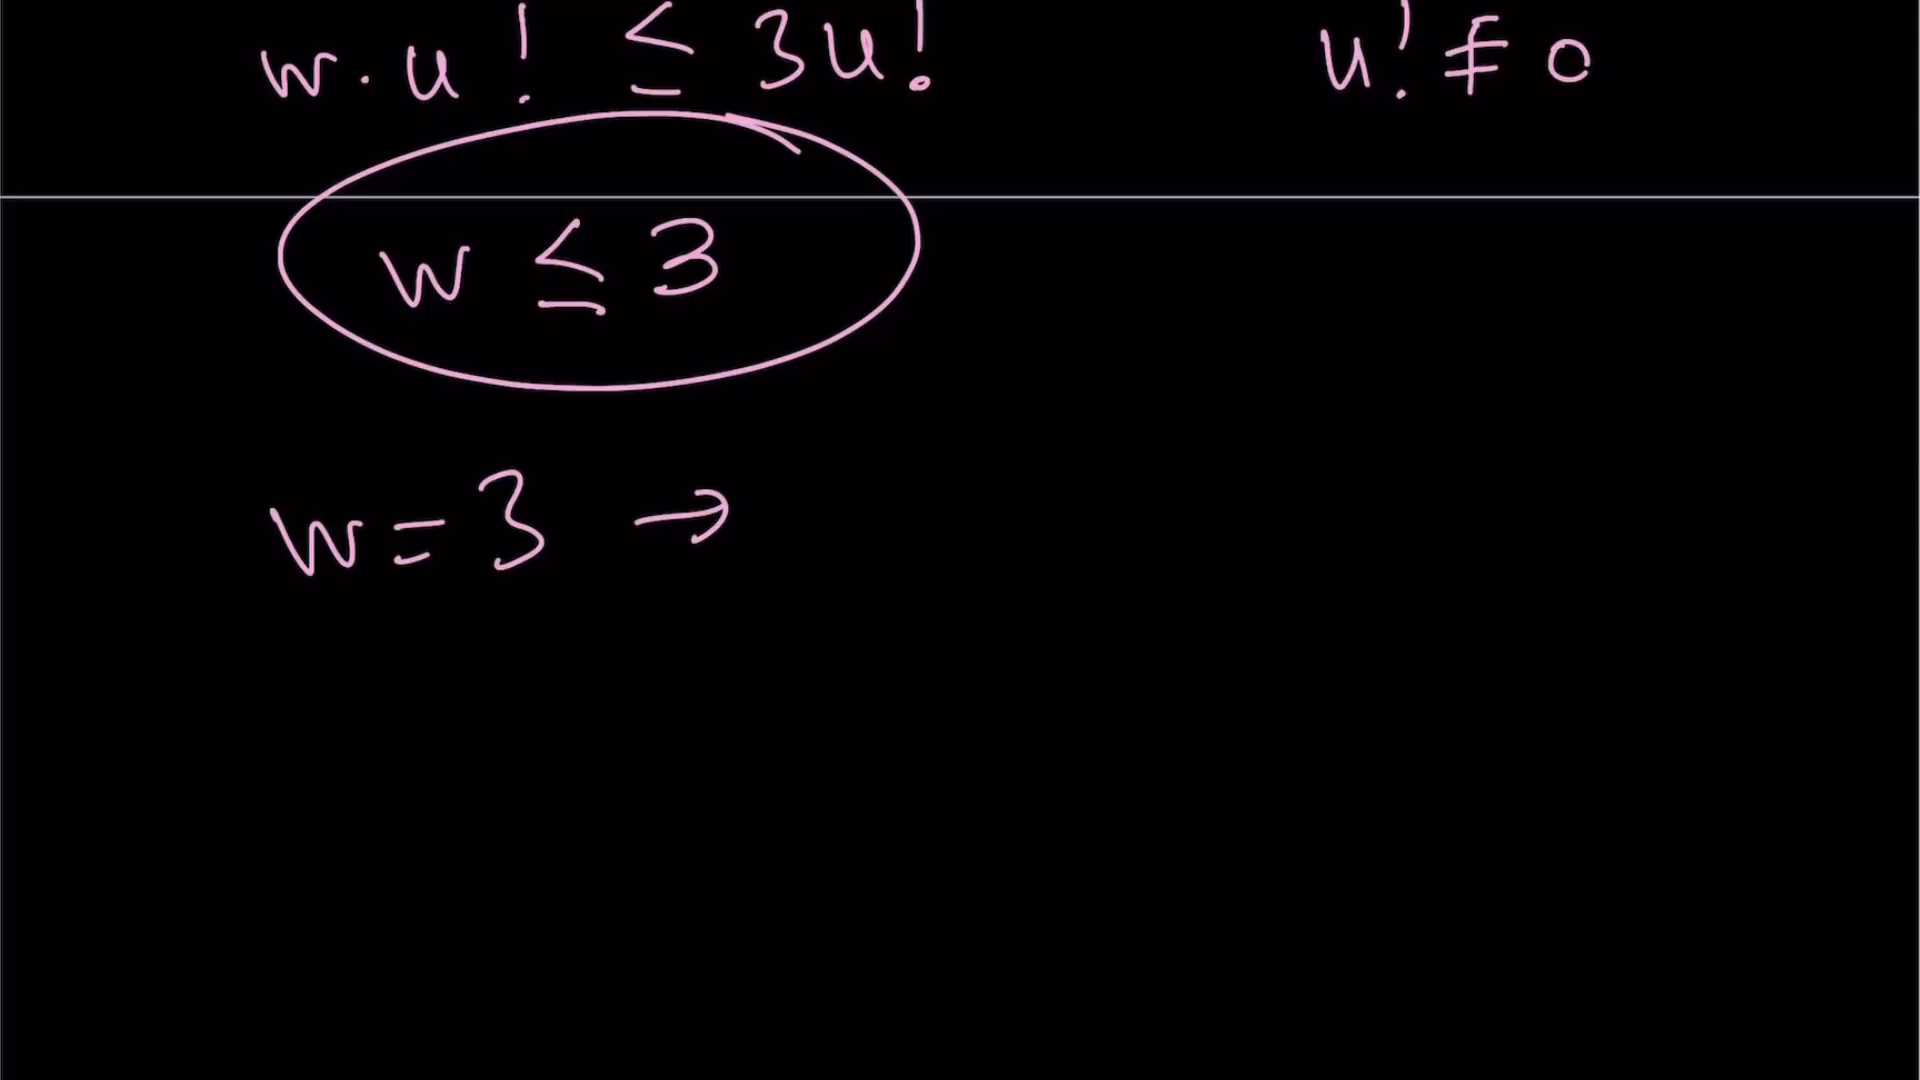 w . u ! ≤ 3u! u! ≠ 0
w ≤ 3
w = 3 →